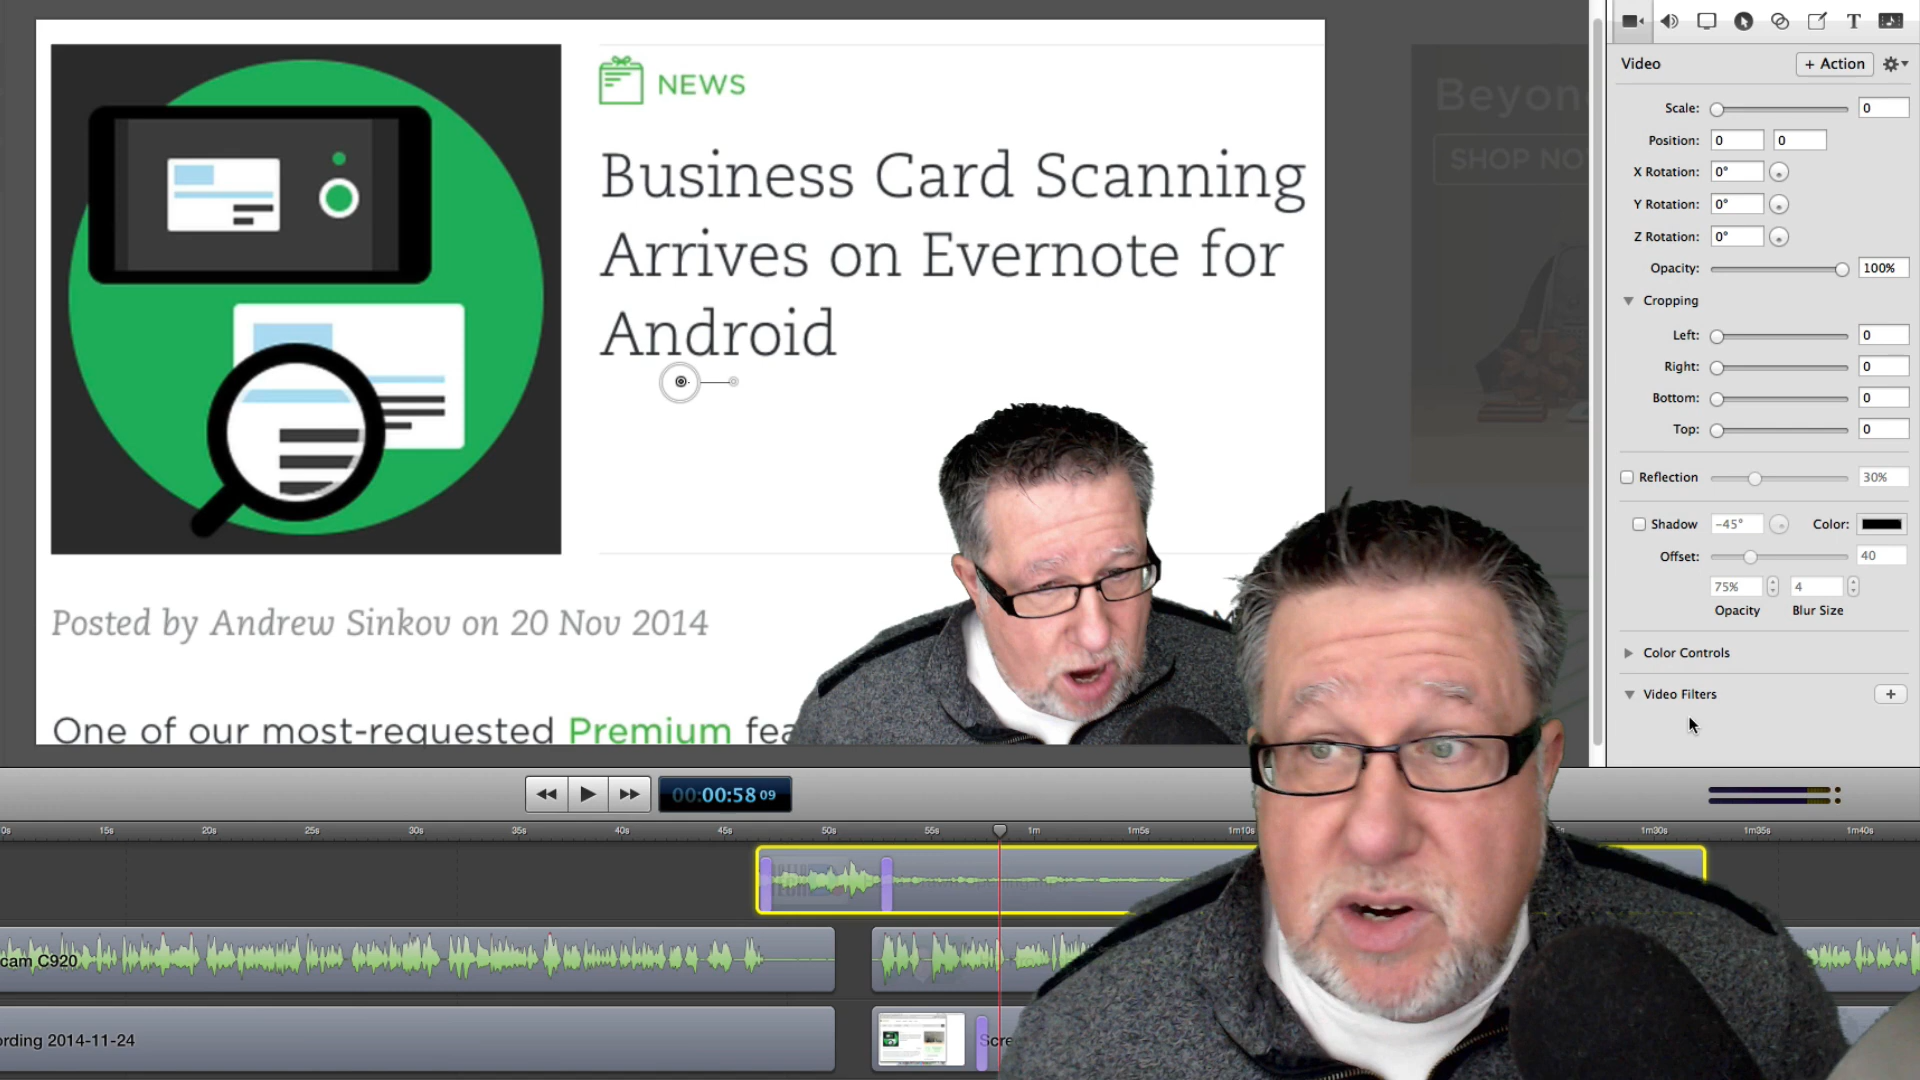 NEWS
Business Card Scanning
Arrives on Evernote for
Android
Posted by Andrew Sinkov on 20 Nov 2014
One of our most-requested Premium fea
Beyon
SHOP NO
Video
+ Action
Scale: 0
Position: 0 0
X Rotation: 0°
Y Rotation: 0°
Z Rotation: 0°
Opacity: 100%
Cropping
Left: 0
Right: 0
Bottom: 0
Top: 0
Reflection 30%
Shadow -45° Color:
Offset: 40
75% 4
Opacity Blur Size
Color Controls
Video Filters +
00:00:58 09
0s 15s 20s 25s 30s 35s 40s 45s 50s 55s 1m 1m5s 1m10s 1m30s 1m35s 1m40s
cam C920
ording 2014-11-24
Scre